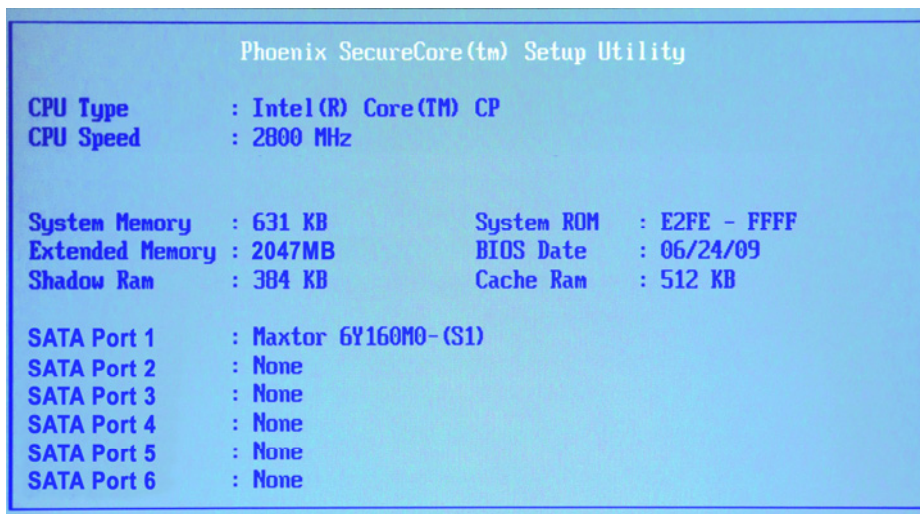 Phoenix SecureCore(tm) Setup Utility
CPU Type : Intel(R) Core(TM) CP
CPU Speed : 2800 MHz
System Memory : 631 KB System ROM : E2FE - FFFF
Extended Memory : 2047MB BIOS Date : 06/24/09
Shadow Ram : 384 KB Cache Ram : 512 KB
SATA Port 1 : Maxtor 6Y160M0-(S1)
SATA Port 2 : None
SATA Port 3 : None
SATA Port 4 : None
SATA Port 5 : None
SATA Port 6 : None